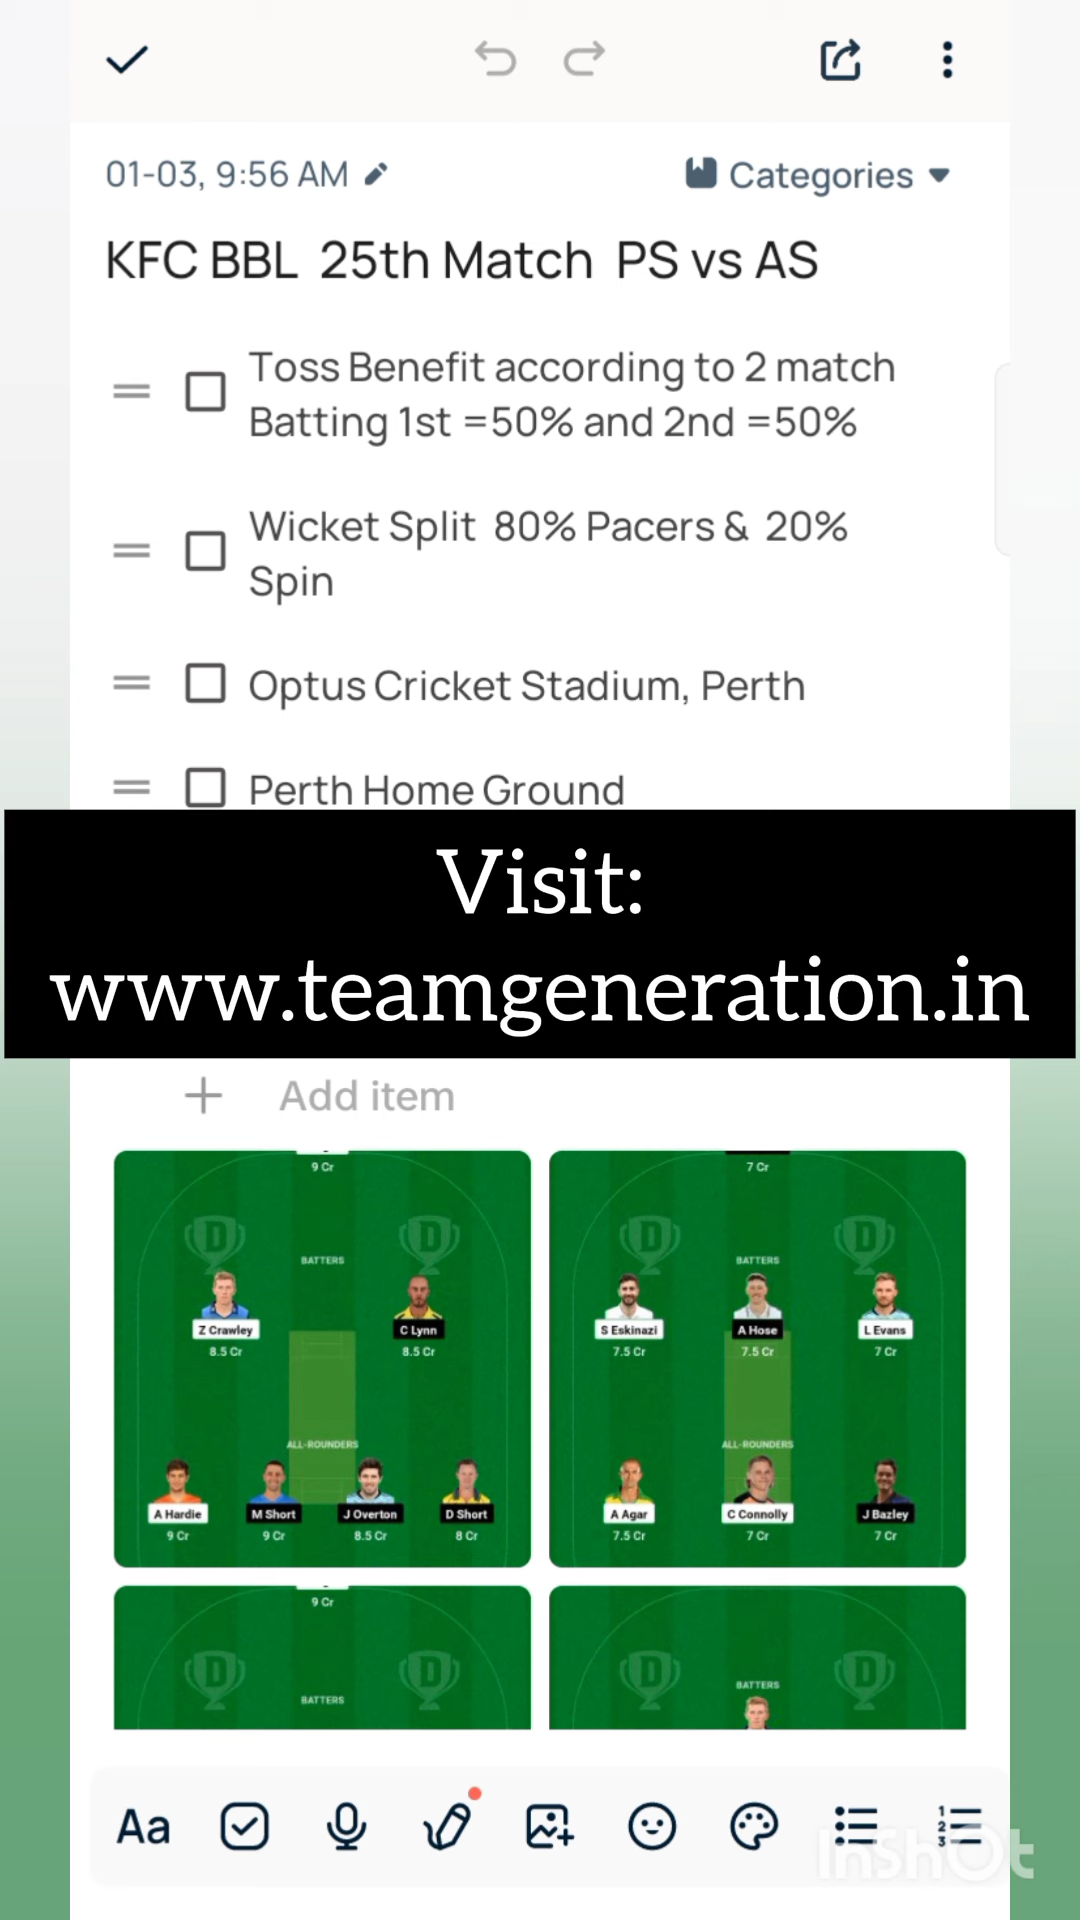 01-03, 9:56 AM
Categories
KFC BBL 25th Match PS vs AS
Toss Benefit according to 2 match
Batting 1st =50% and 2nd =50%
Wicket Split 80% Pacers & 20%
Spin
Optus Cricket Stadium, Perth
Perth Home Ground
Visit:
www.teamgeneration.in
Add item
9 Cr
BATTERS
Z Crawley C Lynn
8.5 Cr 8.5 Cr
ALL-ROUNDERS
A Hardie M Short J Overton D Short
9 Cr 9 Cr 8.5 Cr 8 Cr
7 Cr
BATTERS
S Eskinazi A Hose L Evans
7.5 Cr 7.5 Cr 7 Cr
ALL-ROUNDERS
A Agar C Connolly J Bazley
7.5 Cr 7 Cr 7 Cr
9 Cr
BATTERS
BATTERS
Aa
InShOt